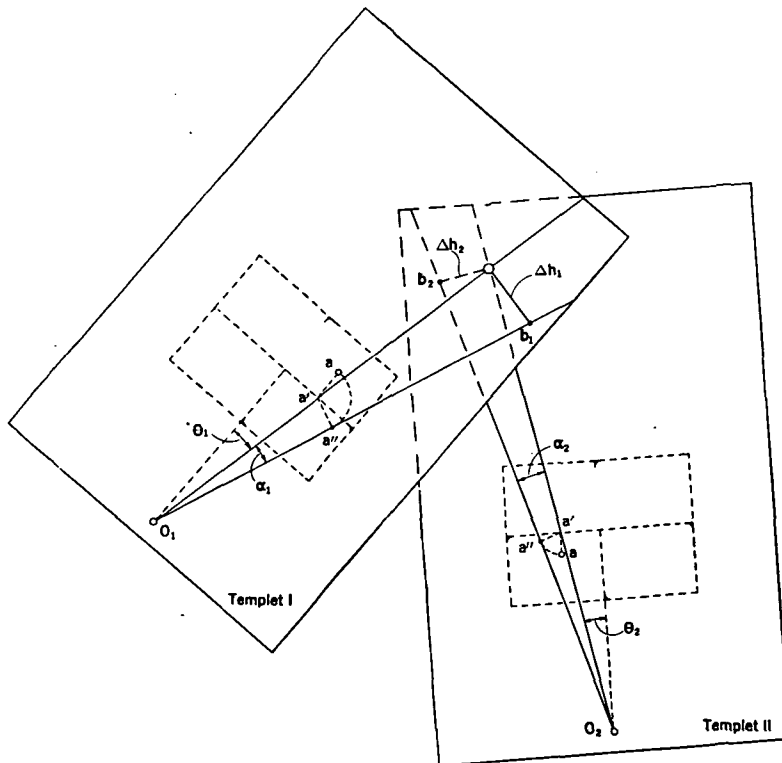 Δh₂
b₂
Δh₁
b₁
a
a'
θ₁
a''
α₁
O₁
Templet I
α₂
a'
a''
a
θ₂
O₂
Templet II